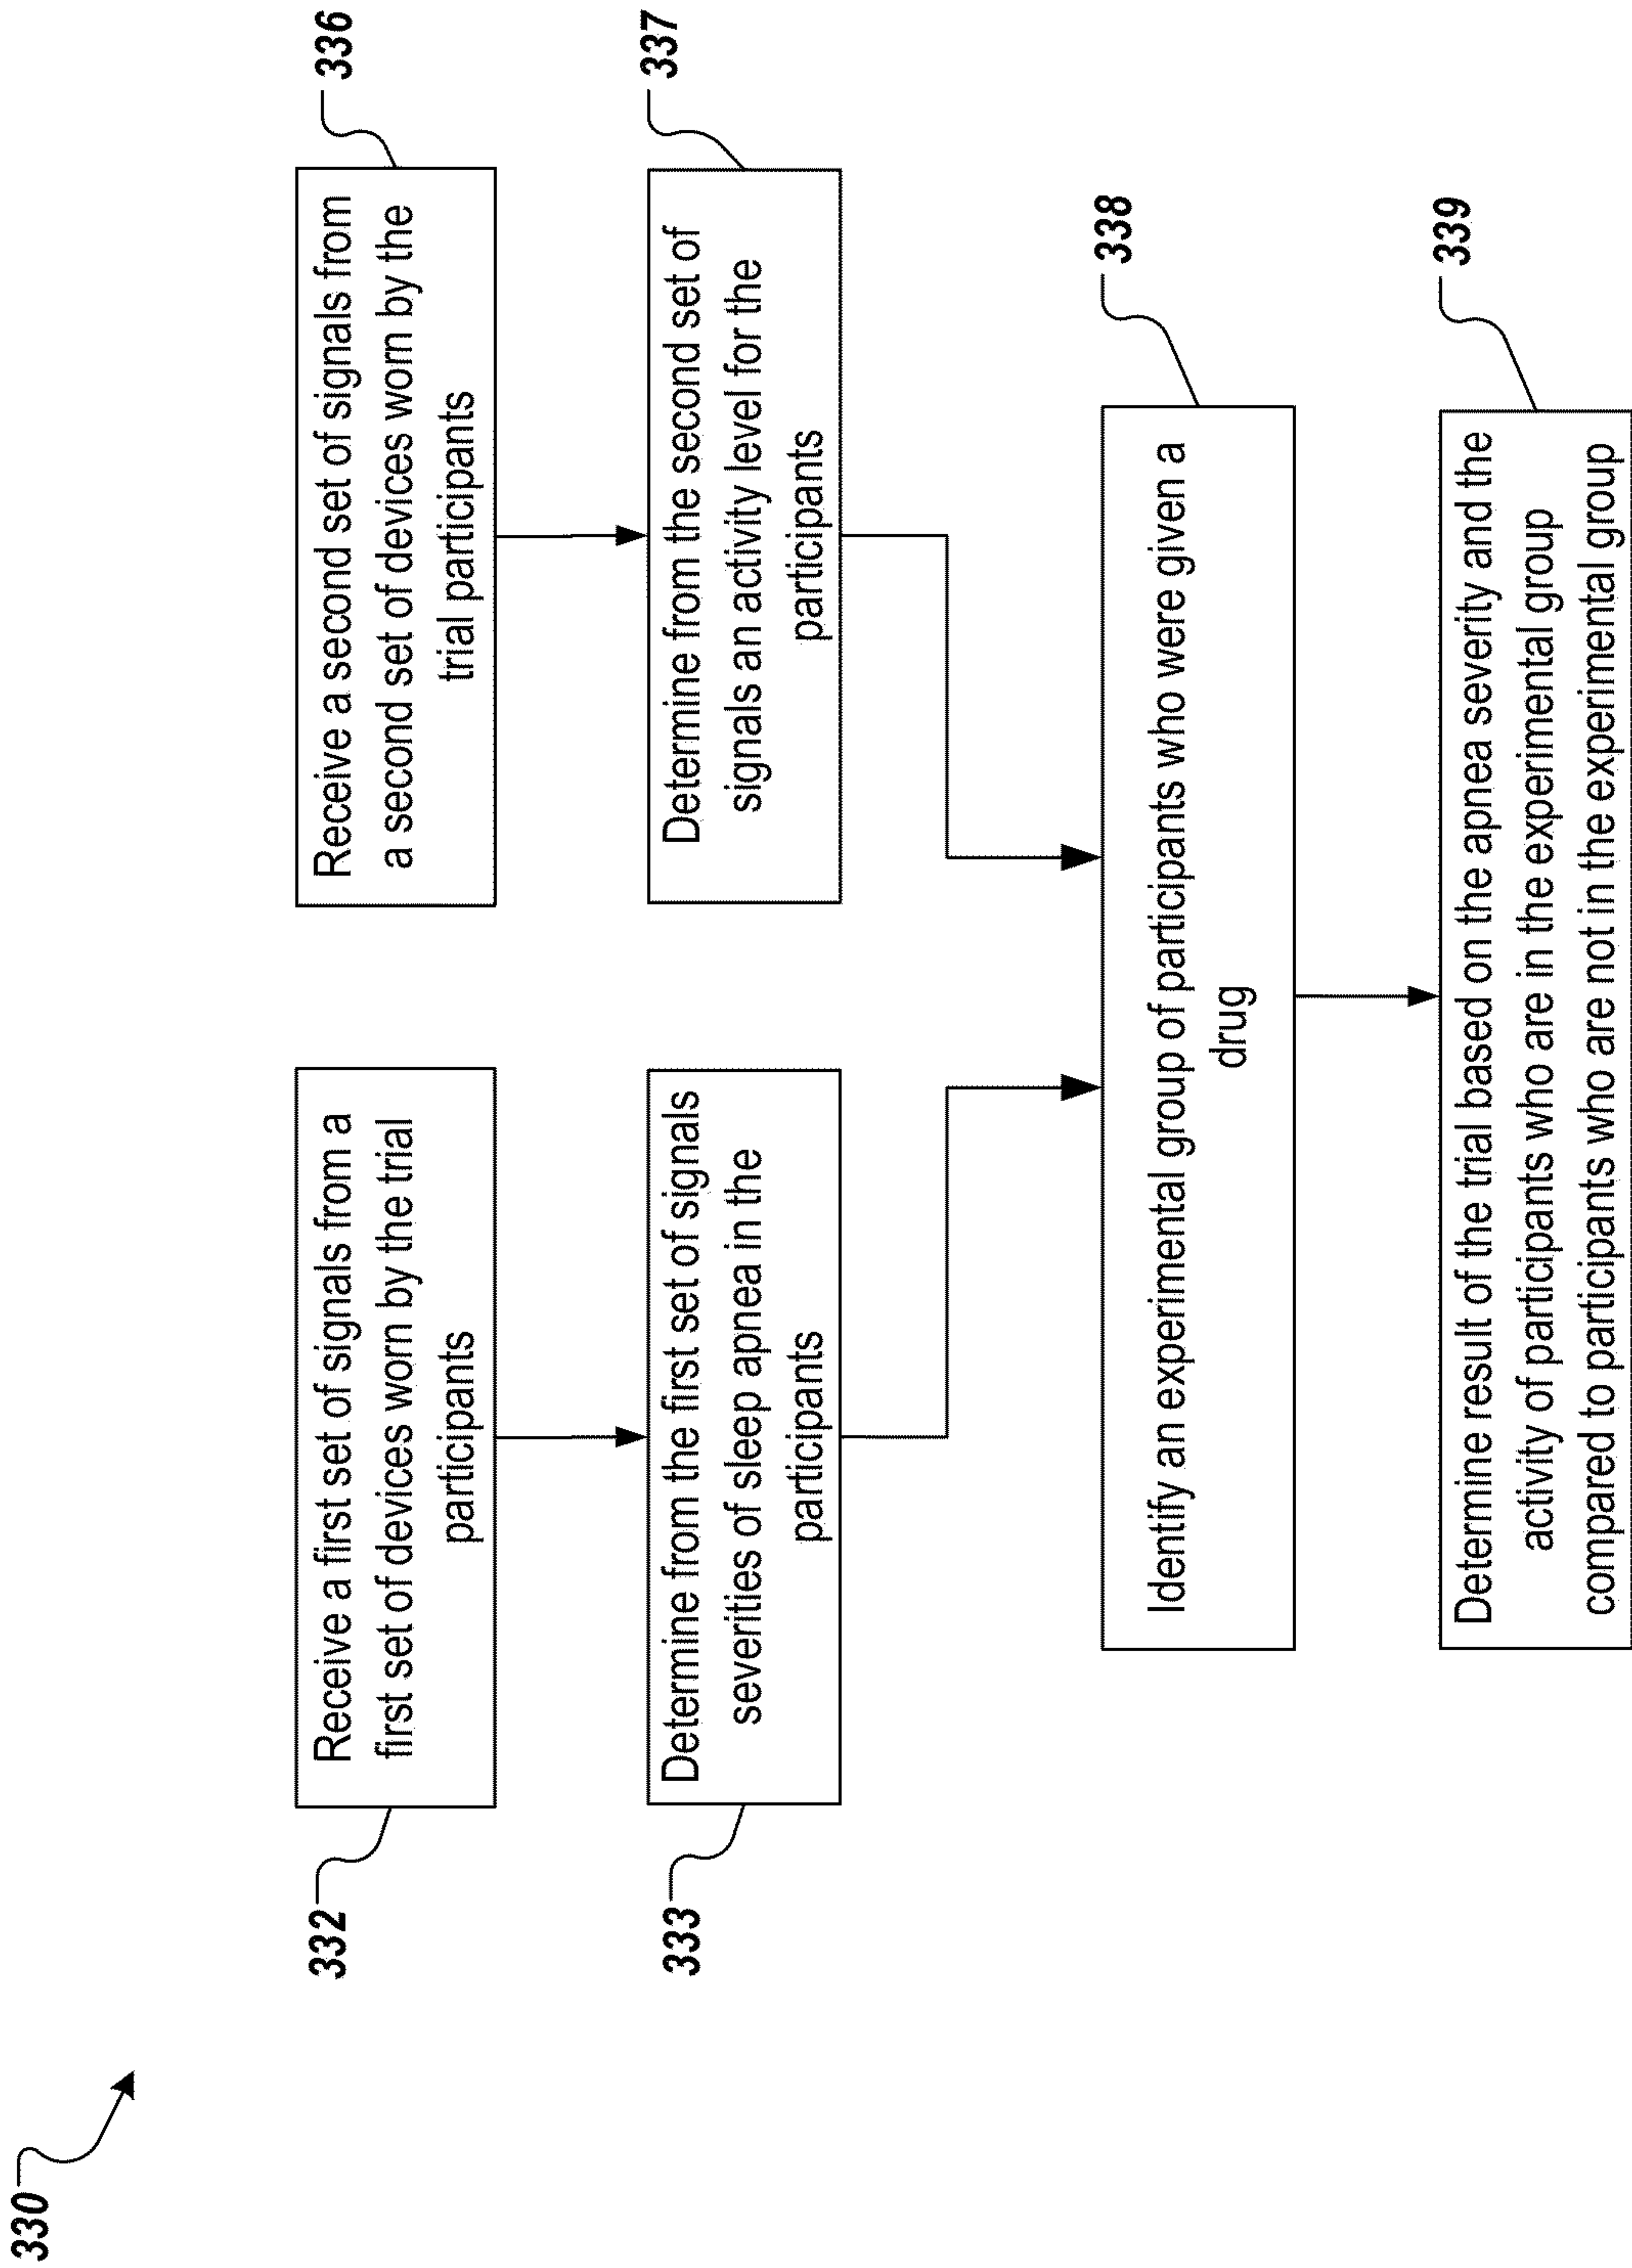 330
332
Receive a first set of signals from a
first set of devices worn by the trial
participants
Receive a second set of signals from
a second set of devices worn by the
trial participants
336
333
Determine from the first set of signals
severities of sleep apnea in the
participants
Determine from the second set of
signals an activity level for the
participants
337
Identify an experimental group of participants who were given a
drug
338
Determine result of the trial based on the apnea severity and the
activity of participants who are in the experimental group
compared to participants who are not in the experimental group
339